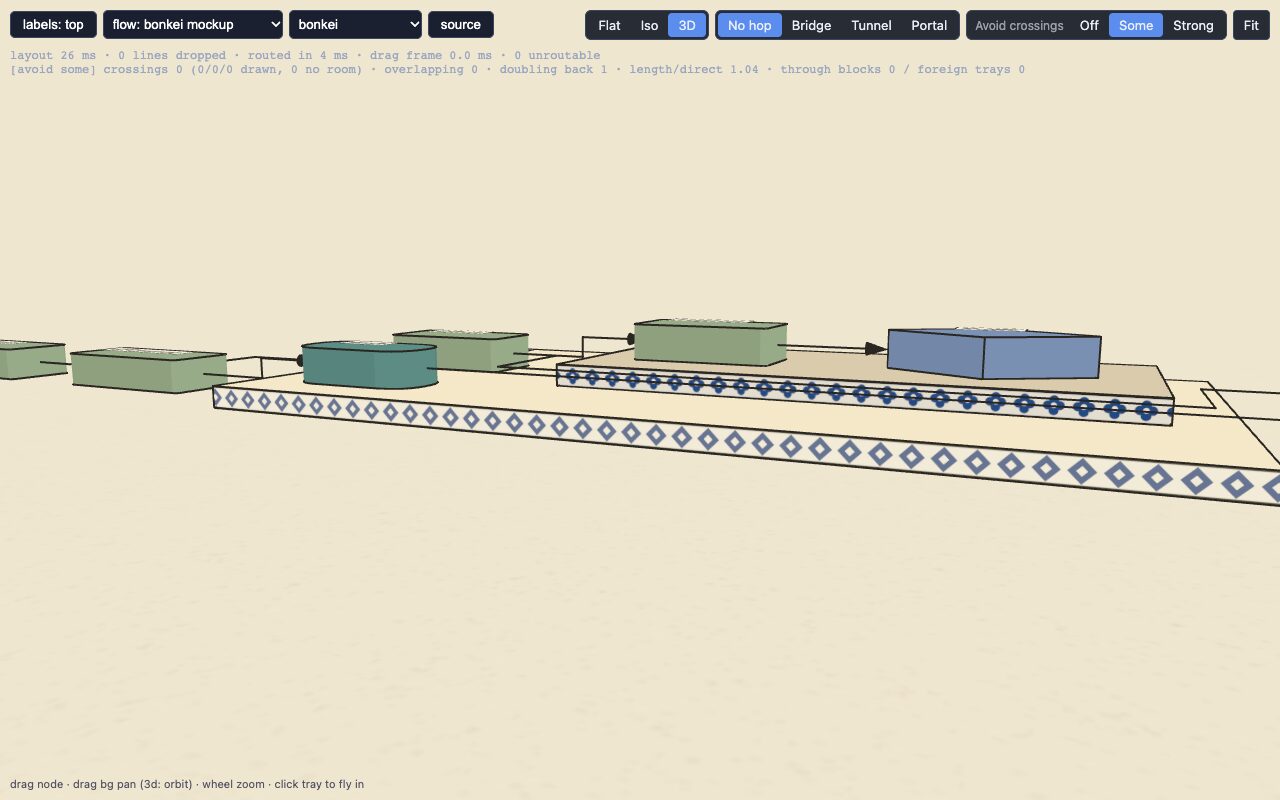 labels: top flow: bonkei mockup bonkei source Flat Iso 3D No hop Bridge Tunnel Portal Avoid crossings Off Some Strong Fit
layout 26 ms · 0 lines dropped · routed in 4 ms · drag frame 0.0 ms · 0 unroutable
[avoid some] crossings 0 (0/0/0 drawn, 0 no room) · overlapping 0 · doubling back 1 · length/direct 1.04 · through blocks 0 / foreign trays 0
drag node · drag bg pan (3d: orbit) · wheel zoom · click tray to fly in